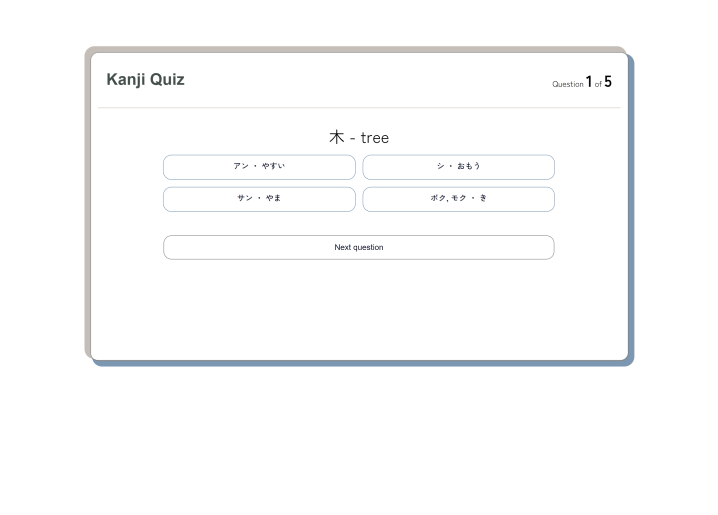 Kanji Quiz
Question 1 of 5
木 - tree
アン ・ やすい
シ ・ おもう
サン ・ やま
ボク, モク ・ き
Next question